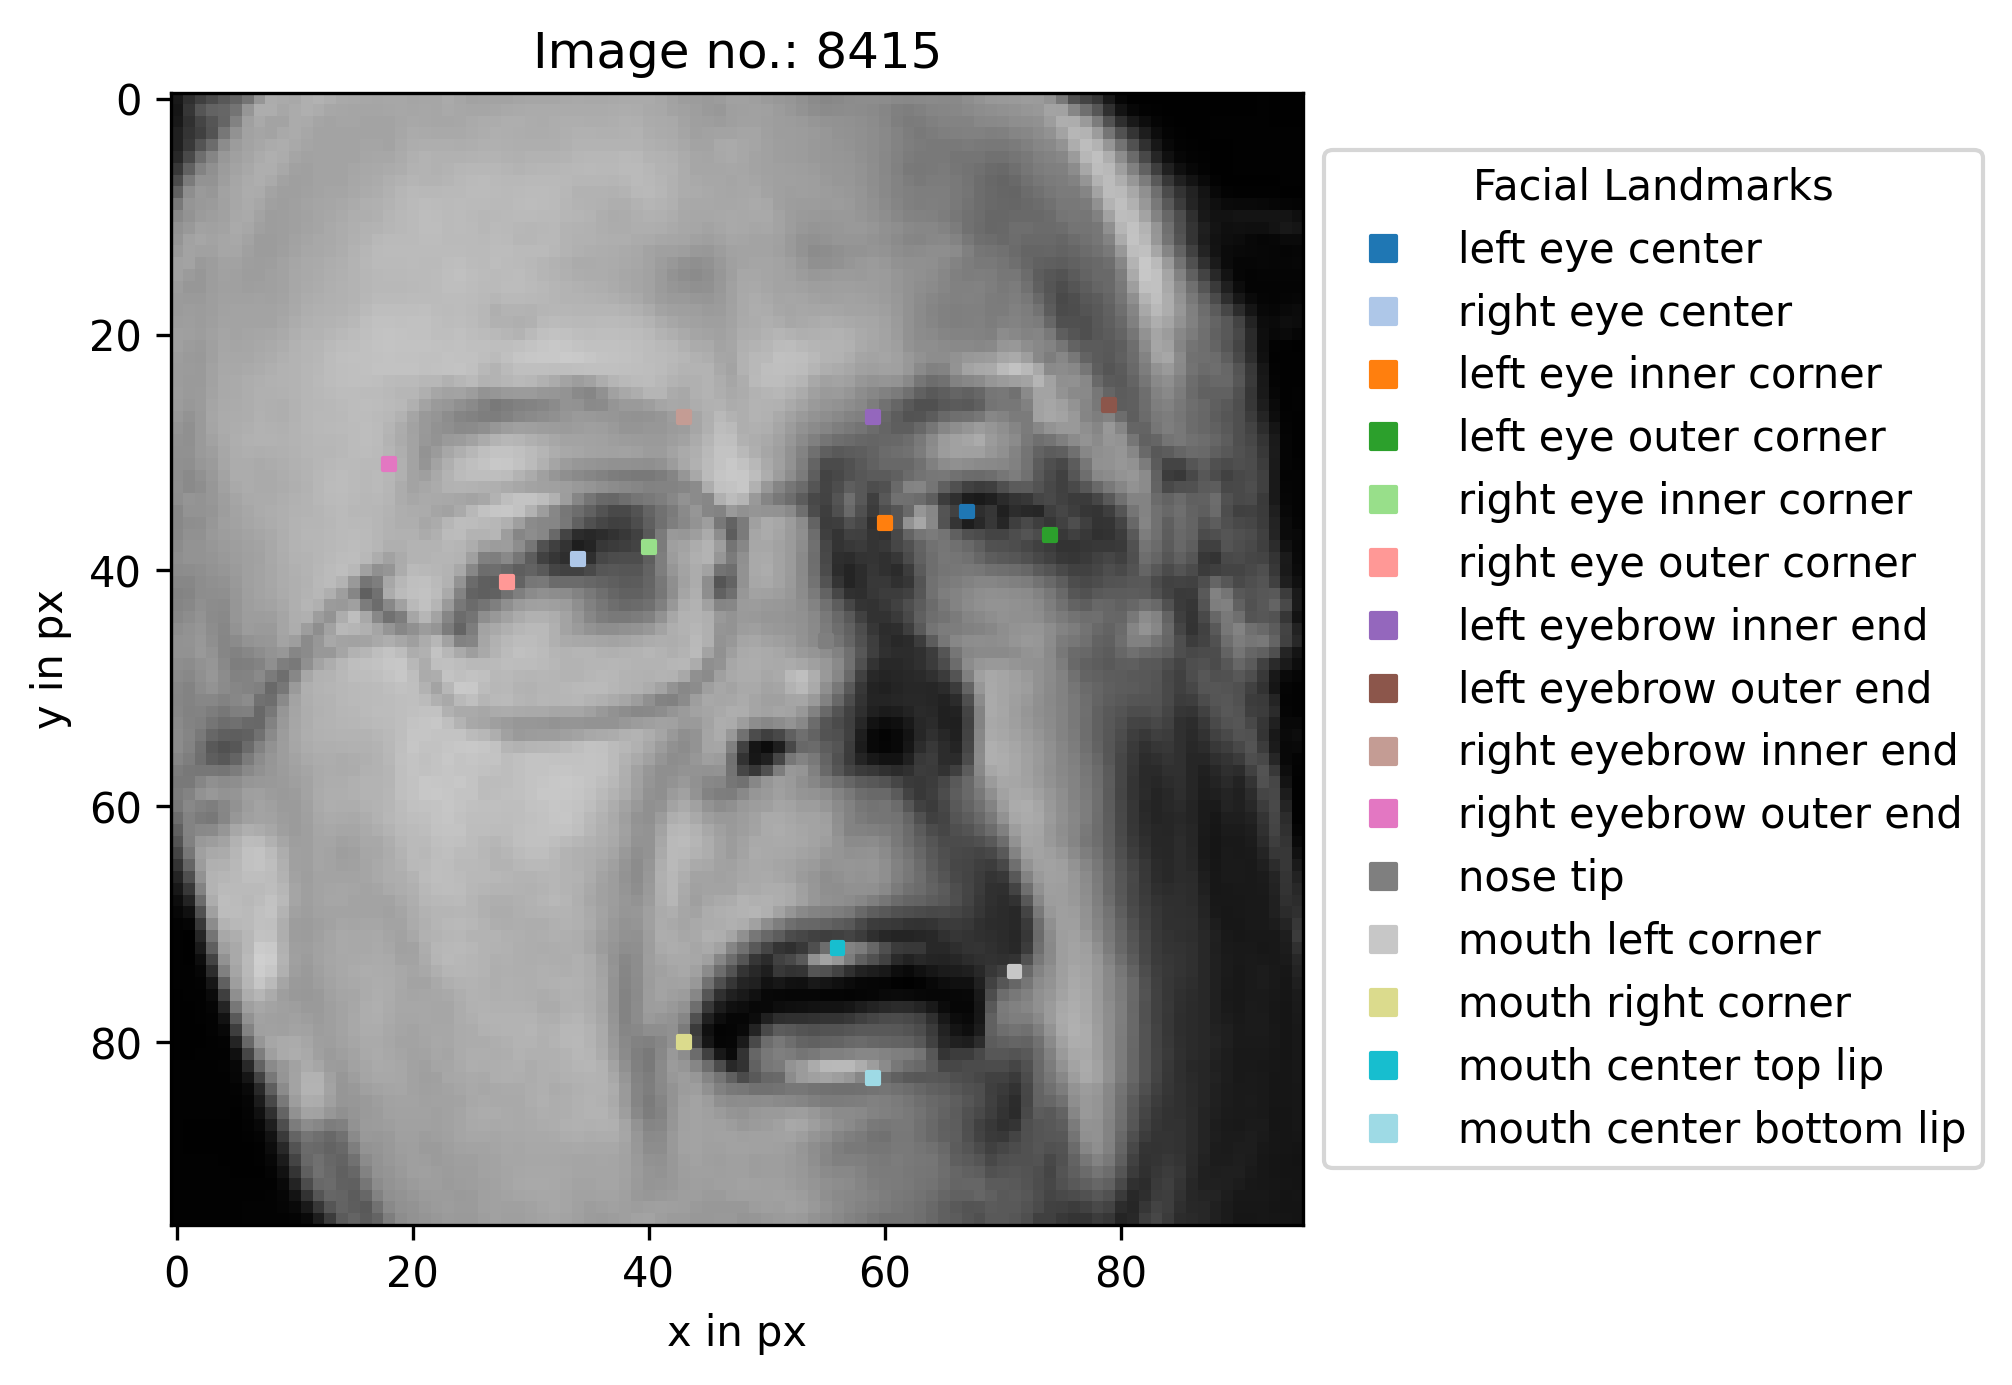 Image no.: 8415
0
20
40
60
80
y in px
0
20
40
60
80
x in px
Facial Landmarks
left eye center
right eye center
left eye inner corner
left eye outer corner
right eye inner corner
right eye outer corner
left eyebrow inner end
left eyebrow outer end
right eyebrow inner end
right eyebrow outer end
nose tip
mouth left corner
mouth right corner
mouth center top lip
mouth center bottom lip